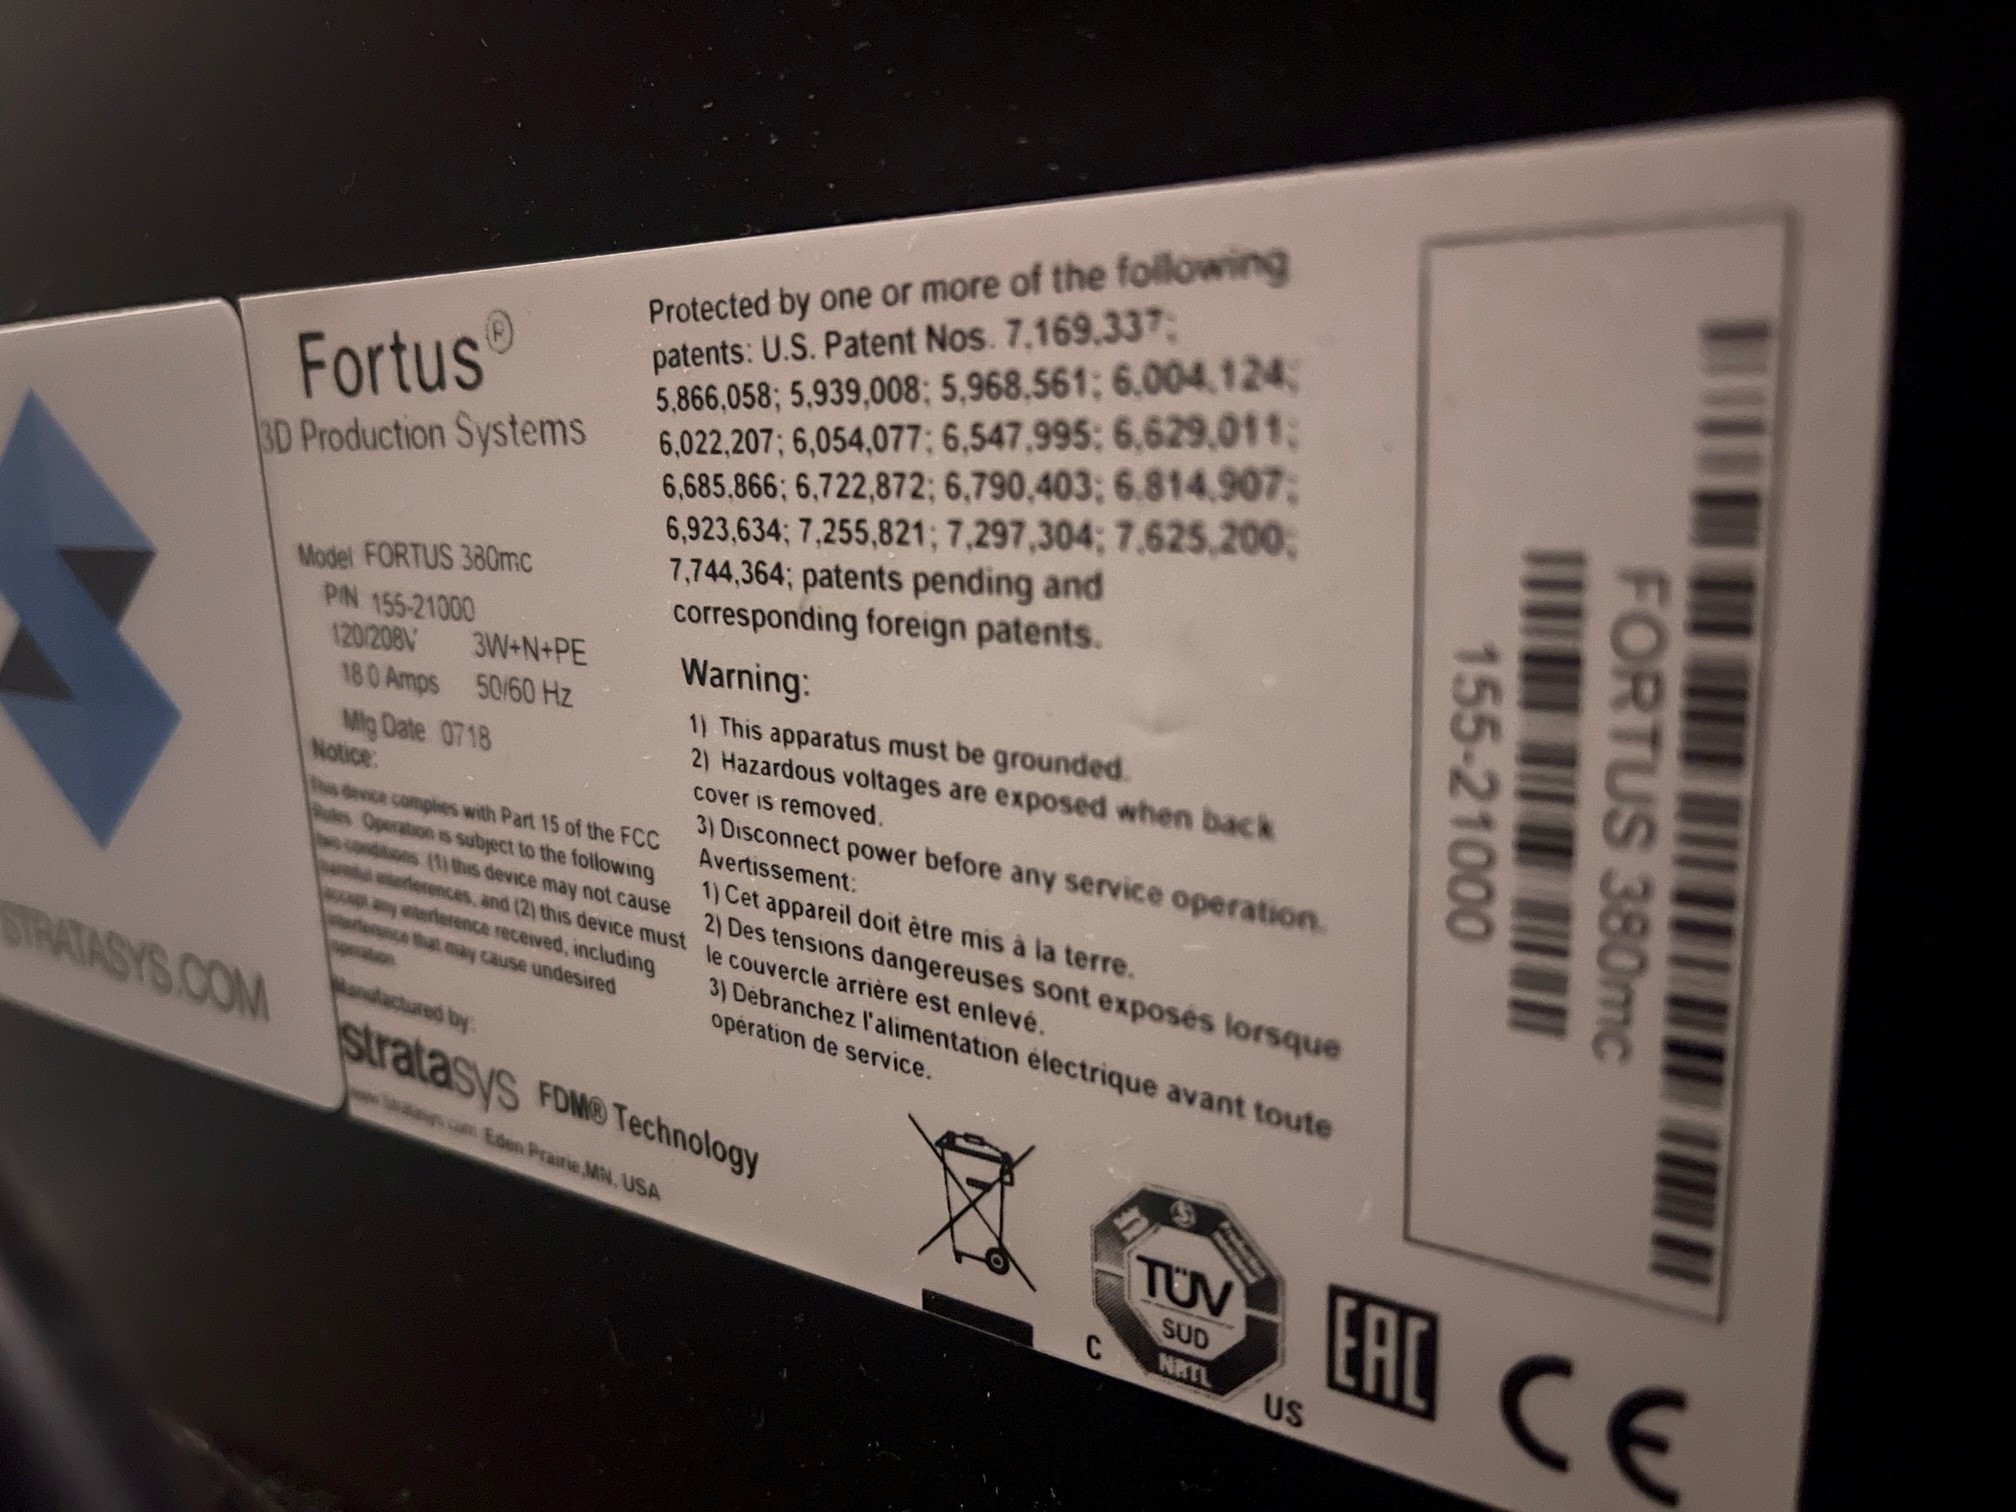 STRATASYS.COM
Fortus®
3D Production Systems
Model FORTUS 380mc
P/N 155-21000
120/208V 3W+N+PE
18.0 Amps 50/60 Hz
Mfg Date 0718
Notice:
This device complies with Part 15 of the FCC
Rules. Operation is subject to the following
two conditions: (1) this device may not cause
harmful interferences, and (2) this device must
accept any interference received, including
interference that may cause undesired
operation
Manufactured by:
stratasys FDM® Technology
www.stratasys.com Eden Prairie,MN, USA
Protected by one or more of the following
patents: U.S. Patent Nos. 7,169,337;
5,866,058; 5,939,008; 5,968,561; 6,004,124;
6,022,207; 6,054,077; 6,547,995; 6,629,011;
6,685,866; 6,722,872; 6,790,403; 6,814,907;
6,923,634; 7,255,821; 7,297,304; 7,625,200;
7,744,364; patents pending and
corresponding foreign patents.
Warning:
1) This apparatus must be grounded.
2) Hazardous voltages are exposed when back
cover is removed.
3) Disconnect power before any service operation.
Avertissement:
1) Cet appareil doit être mis à la terre.
2) Des tensions dangereuses sont exposés lorsque
le couvercle arrière est enlevé.
3) Débranchez l'alimentation électrique avant toute
opération de service.
TÜV
SUD
NRTL
C US
EAC
CE
FORTUS 380mc
155-21000